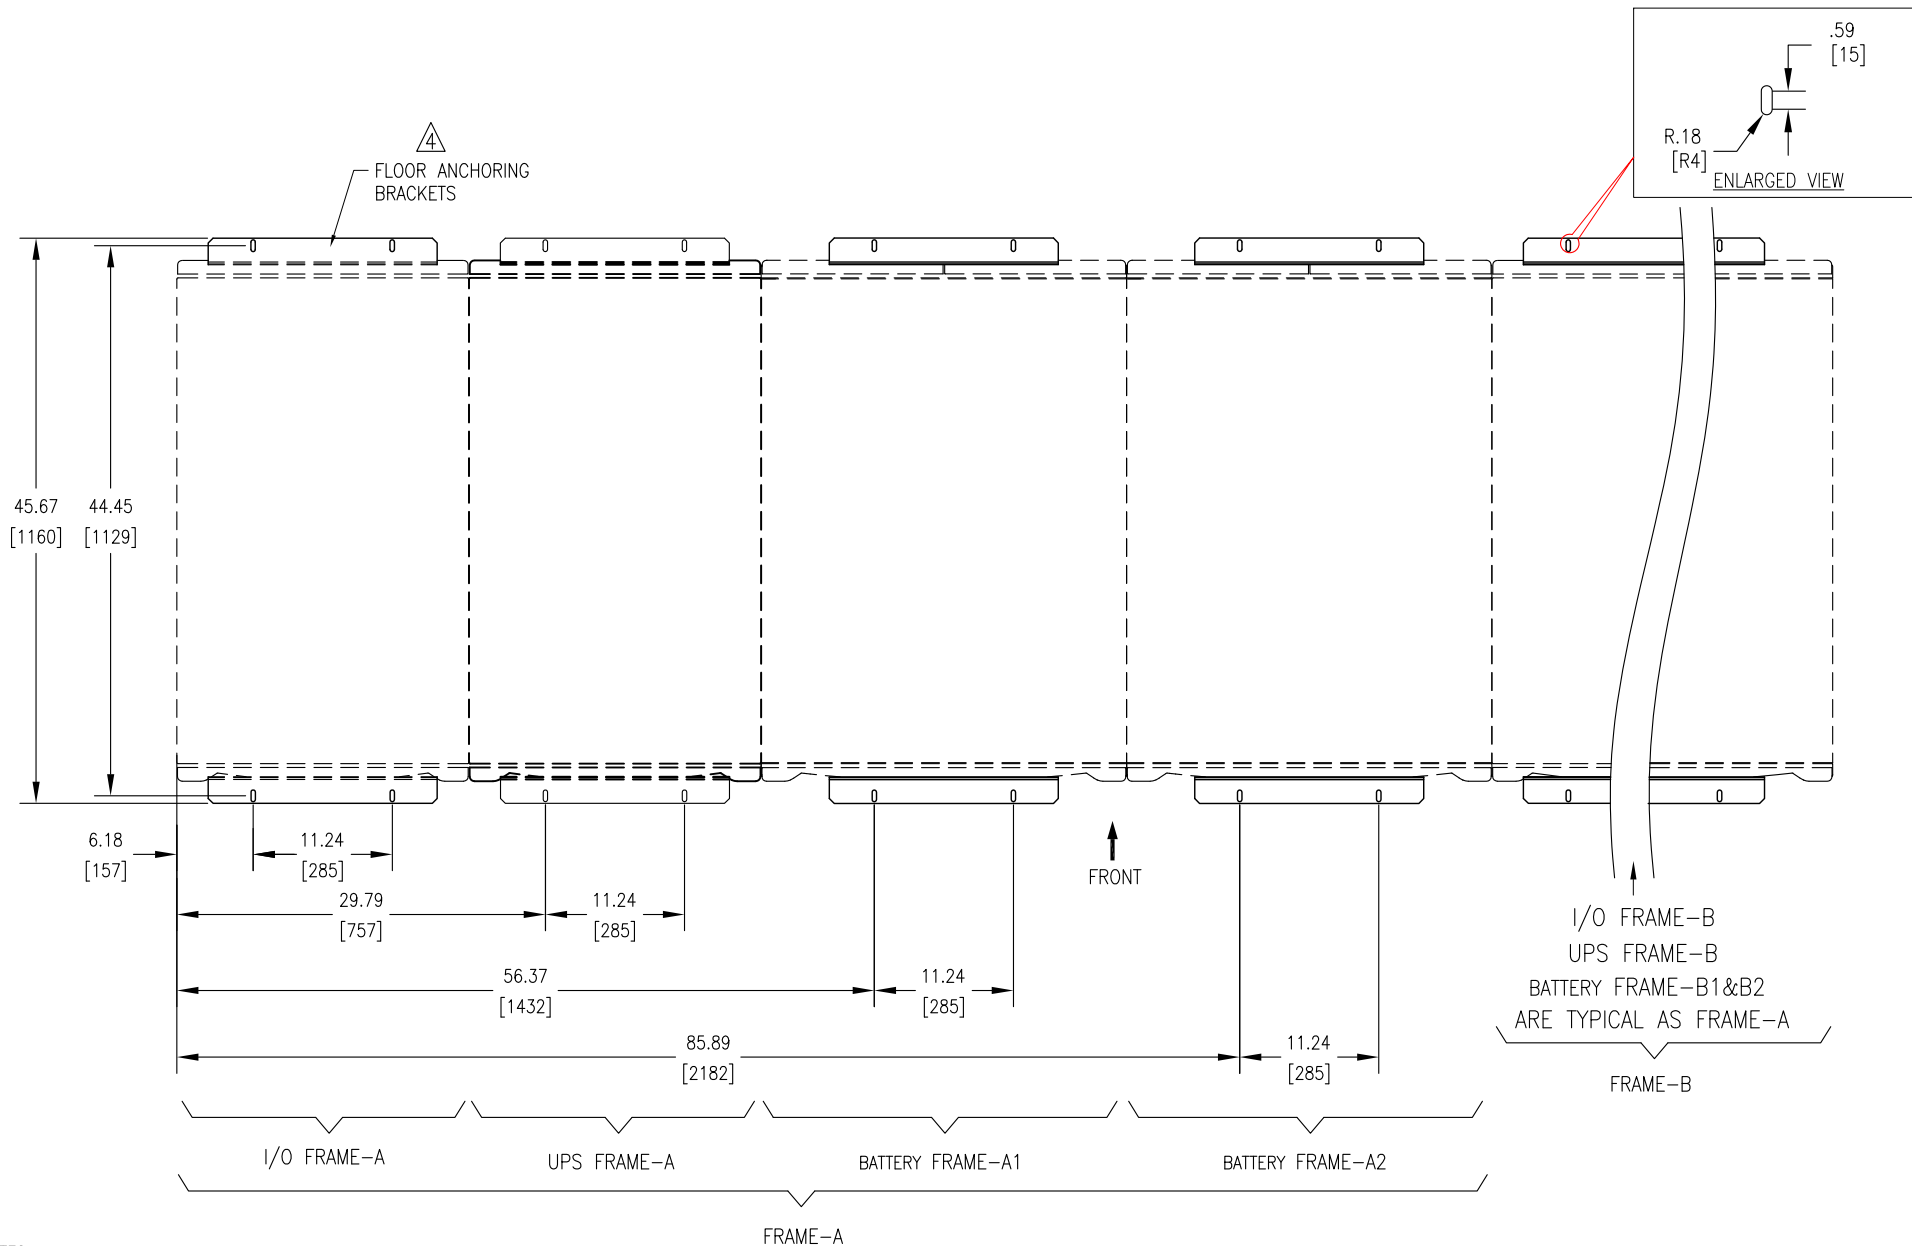 .59
[15]
R.18
[R4]
ENLARGED VIEW
4
FLOOR ANCHORING
BRACKETS
45.67
[1160]
44.45
[1129]
6.18
[157]
11.24
[285]
29.79
[757]
11.24
[285]
56.37
[1432]
11.24
[285]
85.89
[2182]
11.24
[285]
FRONT
I/O FRAME-B
UPS FRAME-B
BATTERY FRAME-B1&B2
ARE TYPICAL AS FRAME-A
FRAME-B
I/O FRAME-A
UPS FRAME-A
BATTERY FRAME-A1
BATTERY FRAME-A2
FRAME-A